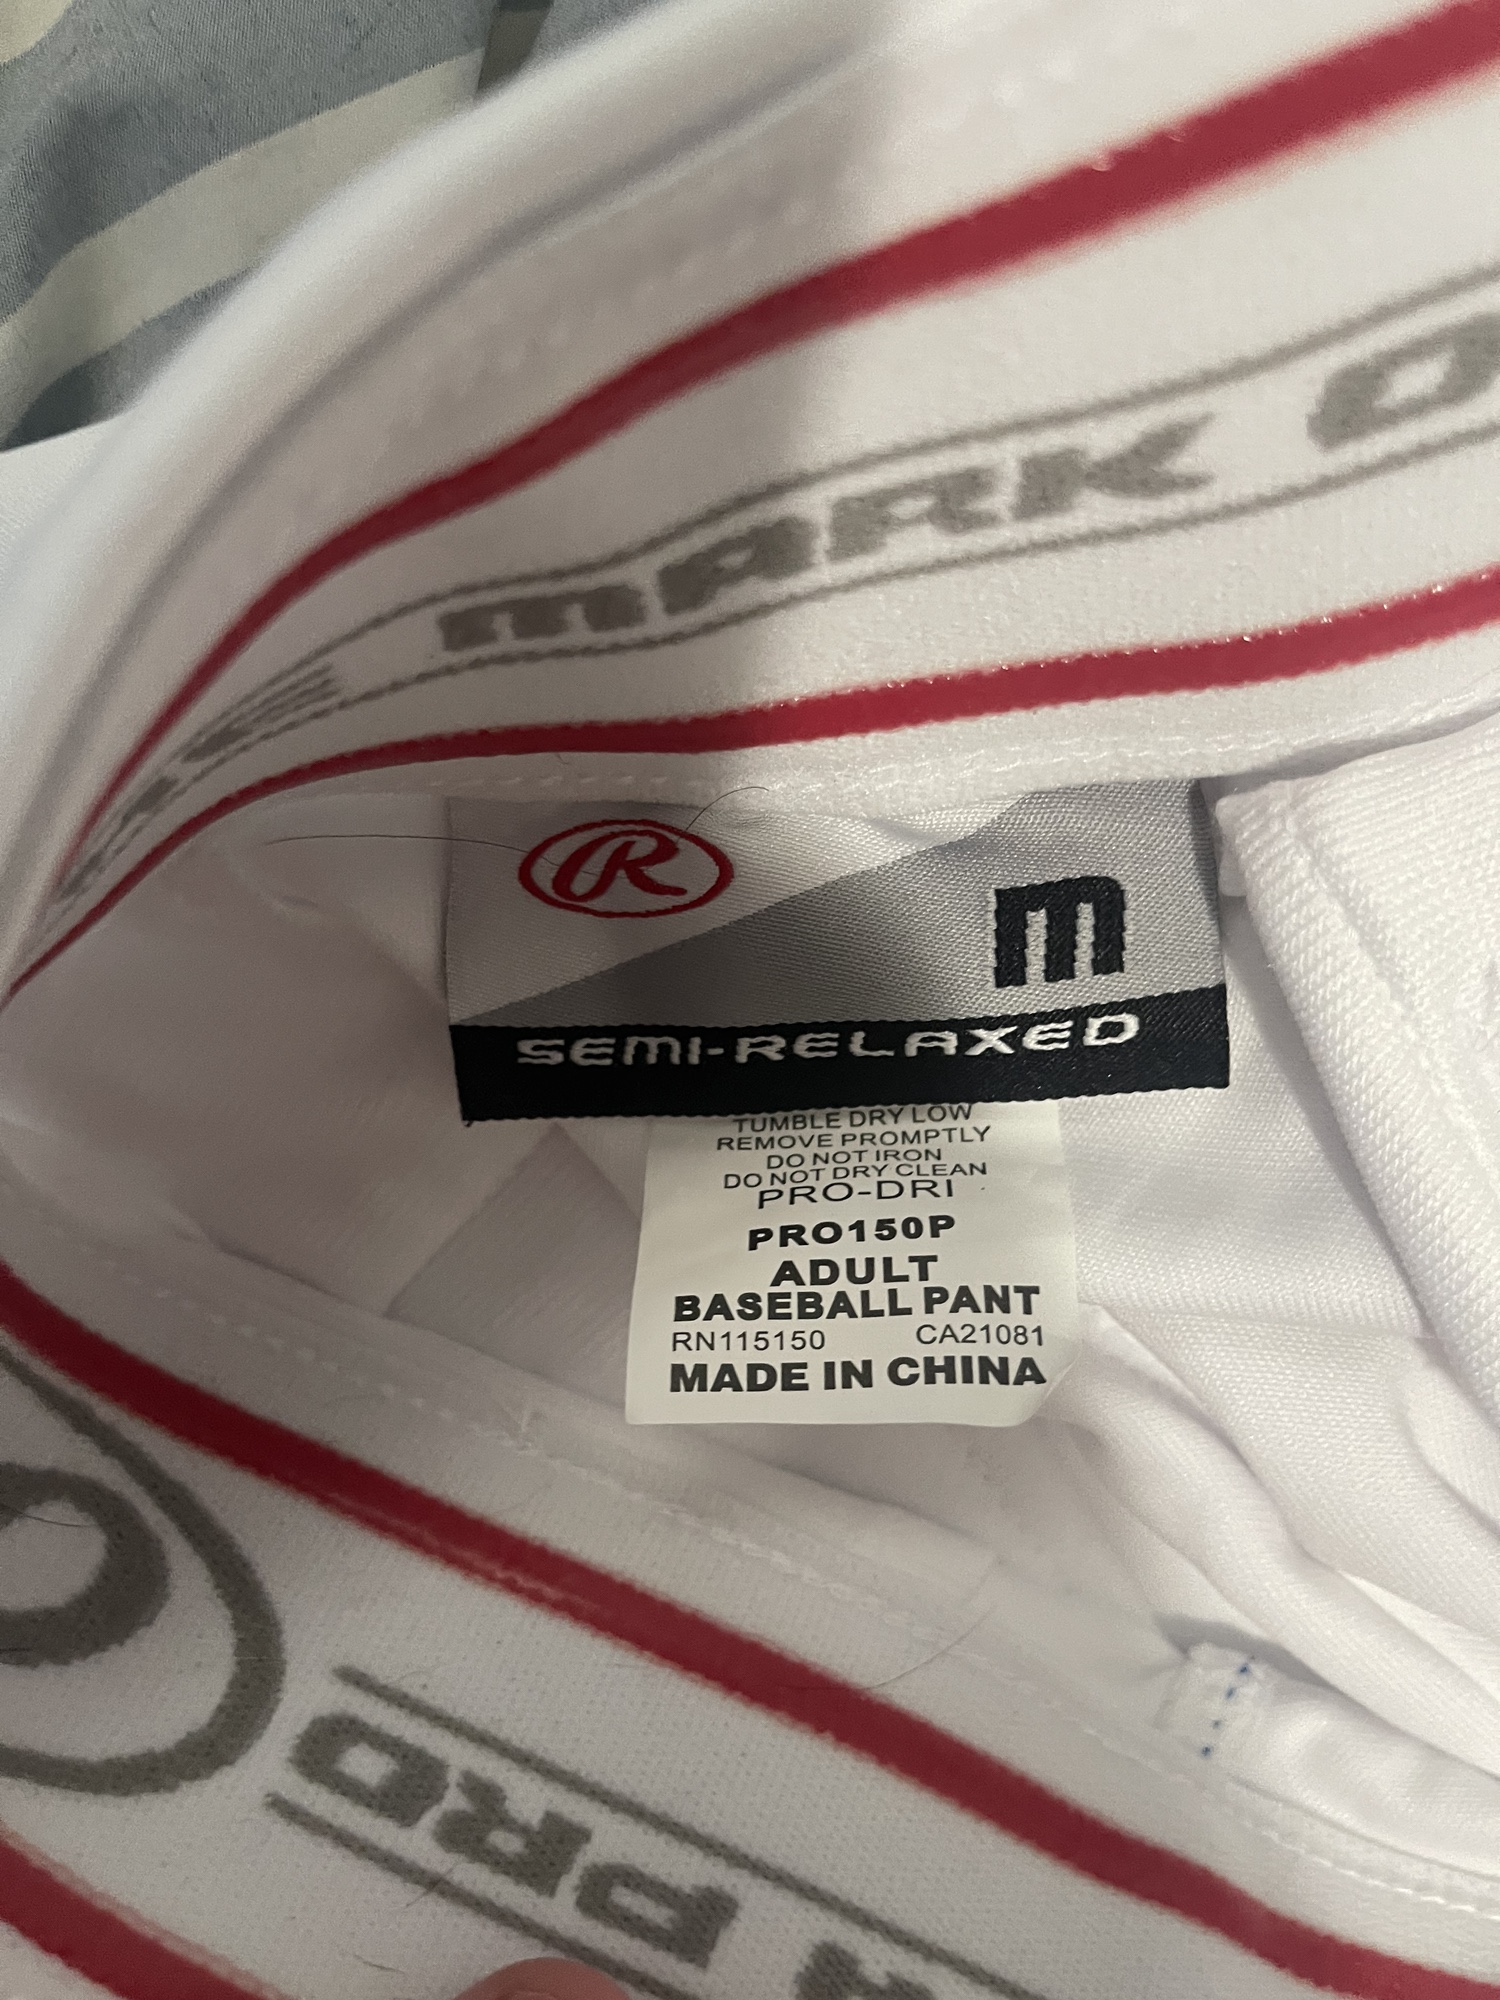 MARK O
R
M
SEMI-RELAXED
TUMBLE DRY LOW
REMOVE PROMPTLY
DO NOT IRON
DO NOT DRY CLEAN
PRO-DRI
PRO150P
ADULT
BASEBALL PANT
RN115150 CA21081
MADE IN CHINA
PRO